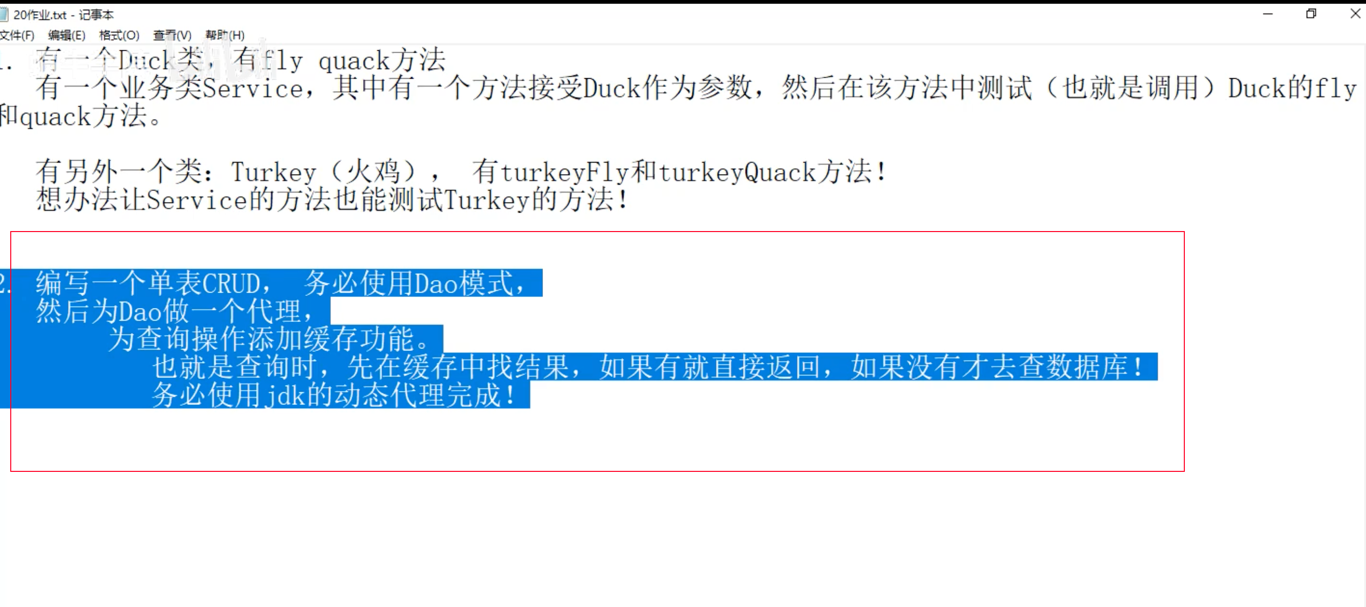 20作业.txt - 记事本
文件(F) 编辑(E) 格式(O) 查看(V) 帮助(H)
1. 有一个Duck类，有fly quack方法
有一个业务类Service，其中有一个方法接受Duck作为参数，然后在该方法中测试（也就是调用）Duck的fly
和quack方法。
有另外一个类：Turkey（火鸡）， 有turkeyFly和turkeyQuack方法！
想办法让Service的方法也能测试Turkey的方法！
2. 编写一个单表CRUD， 务必使用Dao模式，
然后为Dao做一个代理，
为查询操作添加缓存功能。
也就是查询时，先在缓存中找结果，如果有就直接返回，如果没有才去查数据库！
务必使用jdk的动态代理完成！